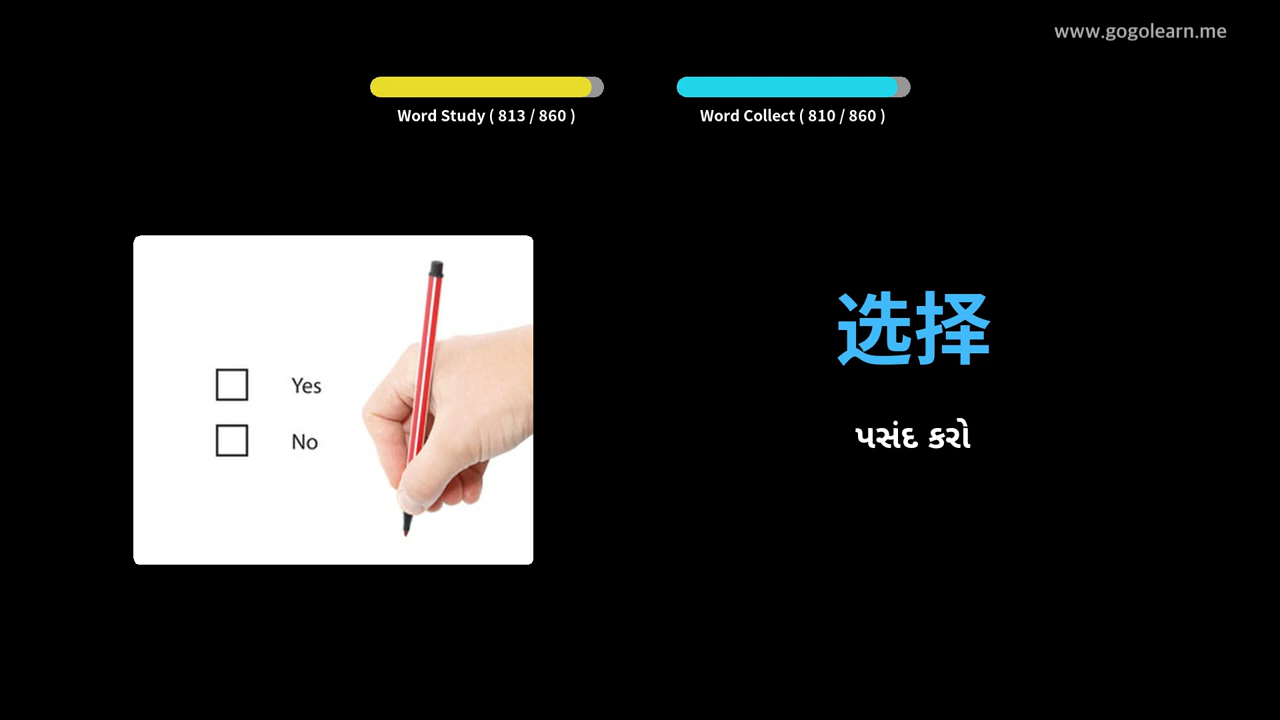 www.gogolearn.me
Word Study ( 813 / 860 )
Word Collect ( 810 / 860 )
Yes
No
选择
પસંદ કરો